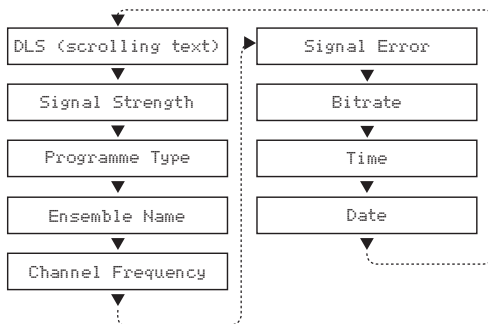 DLS (scrolling text)
Signal Strength
Programme Type
Ensemble Name
Channel Frequency
Signal Error
Bitrate
Time
Date